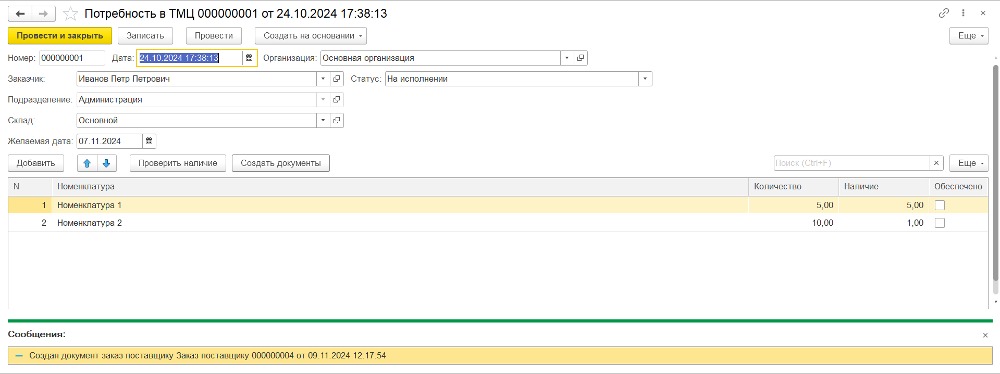 Потребность в ТМЦ 000000001 от 24.10.2024 17:38:13
Провести и закрыть Записать Провести Создать на основании Еще
Номер: 000000001 Дата: 24.10.2024 17:38:13 Организация: Основная организация
Заказчик: Иванов Петр Петрович Статус: На исполнении
Подразделение: Администрация
Склад: Основной
Желаемая дата: 07.11.2024
Добавить Проверить наличие Создать документы Поиск (Ctrl+F) Еще
N Номенклатура Количество Наличие Обеспечено
1 Номенклатура 1 5,00 5,00
2 Номенклатура 2 10,00 1,00
Сообщения:
Создан документ заказ поставщику Заказ поставщику 000000004 от 09.11.2024 12:17:54